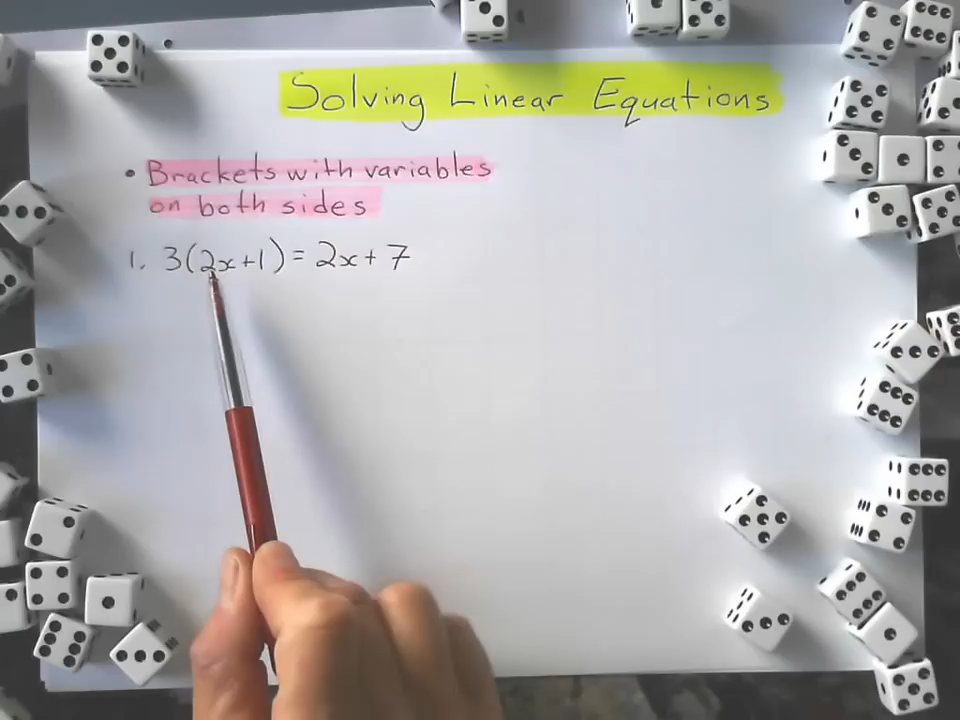 Solving Linear Equations
• Brackets with variables
on both sides
1. 3(2x+1) = 2x + 7